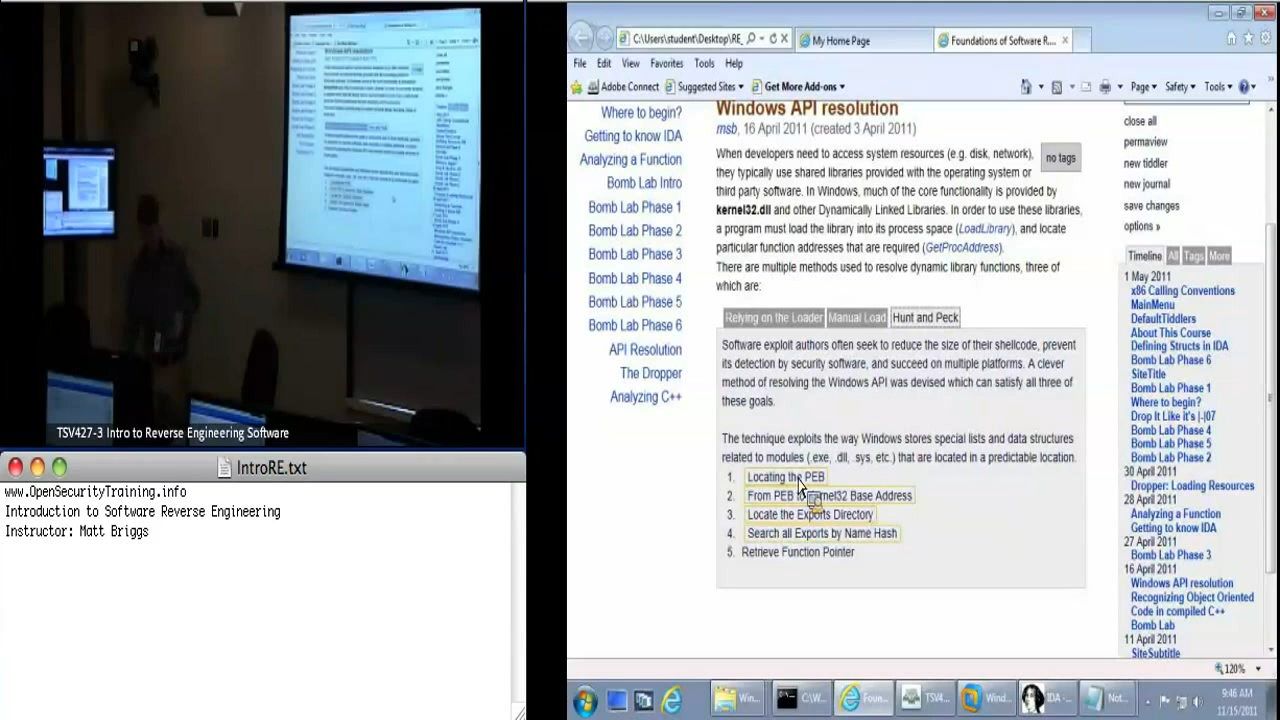 TSV427-3 Intro to Reverse Engineering Software
IntroRE.txt
www.OpenSecurityTraining.info
Introduction to Software Reverse Engineering
Instructor: Matt Briggs
C:\Users\student\Desktop\
My Home Page
Foundations of Software R...
File Edit View Favorites Tools Help
Adobe Connect Suggested Sites Get More Add-ons
Page Safety Tools
Where to begin?
Getting to know IDA
Analyzing a Function
Bomb Lab Intro
Bomb Lab Phase 1
Bomb Lab Phase 2
Bomb Lab Phase 3
Bomb Lab Phase 4
Bomb Lab Phase 5
Bomb Lab Phase 6
API Resolution
The Dropper
Analyzing C++
Windows API resolution
msb, 16 April 2011 (created 3 April 2011)
no tags
When developers need to access system resources (e.g. disk, network)
they typically use shared libraries provided with the operating system or
third party software. In Windows, much of the core functionality is provided by
kernel32.dll and other Dynamically Linked Libraries. In order to use these libraries,
a program must load the library into process space (LoadLibrary), and locate
particular function addresses that are required (GetProcAddress).
There are multiple methods used to resolve dynamic library functions, three of
which are:
Relying on the Loader Manual Load Hunt and Peck
Software exploit authors often seek to reduce the size of their shellcode, prevent
its detection by security software, and succeed on multiple platforms. A clever
method of resolving the Windows API was devised which can satisfy all three of
these goals.
The technique exploits the way Windows stores special lists and data structures
related to modules (.exe, .dll, .sys, etc.) that are located in a predictable location.
1. Locating the PEB
2. From PEB to Kernel32 Base Address
3. Locate the Exports Directory
4. Search all Exports by Name Hash
5. Retrieve Function Pointer
close all
permaview
new tiddler
new journal
save changes
options »
Timeline All Tags More
1 May 2011
x86 Calling Conventions
MainMenu
DefaultTiddlers
About This Course
Defining Structs in IDA
Bomb Lab Phase 6
SiteTitle
Bomb Lab Phase 1
Where to begin?
Drop It Like it's |-|07
Bomb Lab Phase 4
Bomb Lab Phase 5
Bomb Lab Phase 2
30 April 2011
Dropper: Loading Resources
28 April 2011
Analyzing a Function
Getting to know IDA
27 April 2011
Bomb Lab Phase 3
16 April 2011
Windows API resolution
Recognizing Object Oriented
Code in compiled C++
Bomb Lab
11 April 2011
SiteSubtitle
120%
Win... C:\W... Foun... TSV4... Wind... IDA -... Not...
9:46 AM
11/15/2011